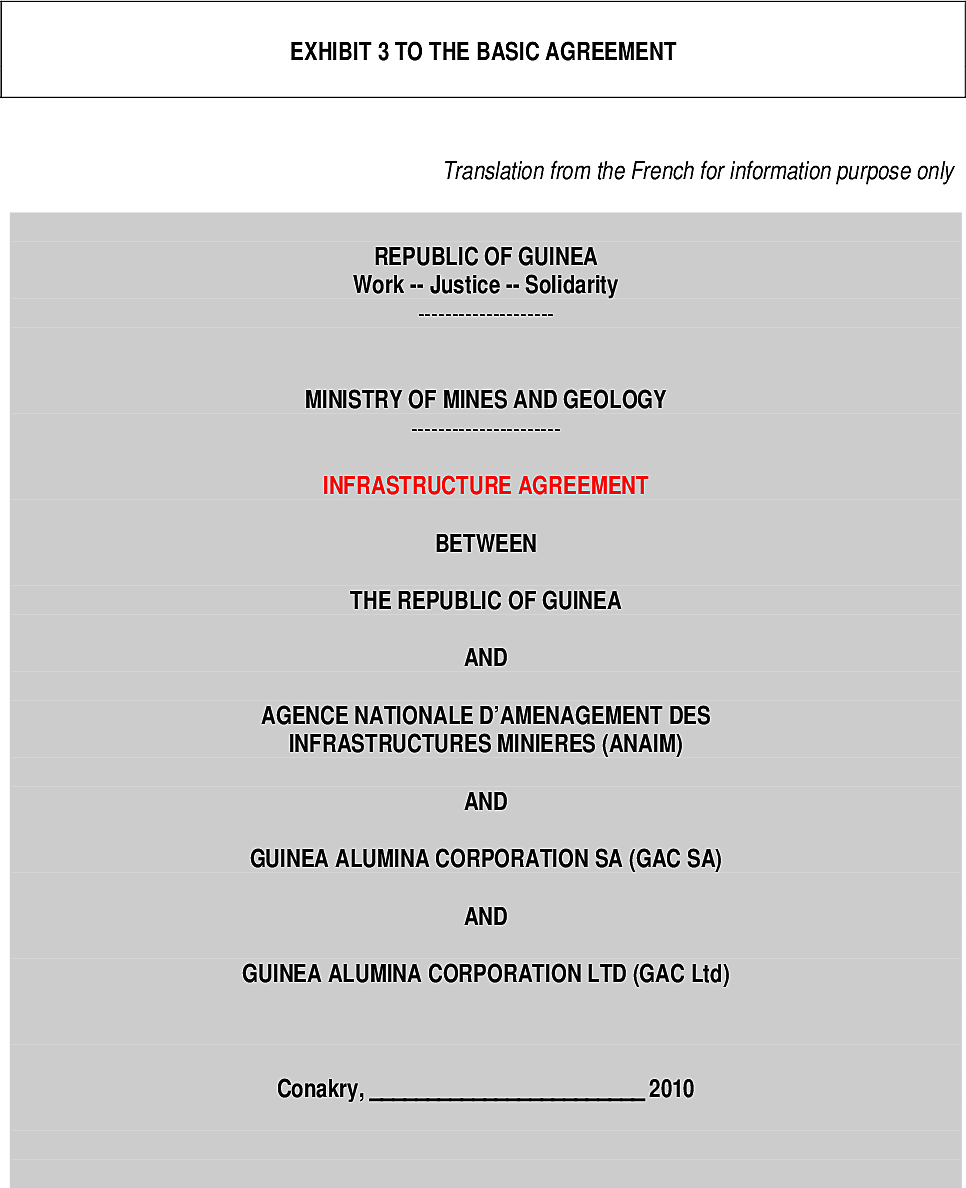 EXHIBIT 3 TO THE BASIC AGREEMENT
Translation from the French for information purpose only
REPUBLIC OF GUINEA
Work -- Justice -- Solidarity
--------------------
MINISTRY OF MINES AND GEOLOGY
----------------------
INFRASTRUCTURE AGREEMENT
BETWEEN
THE REPUBLIC OF GUINEA
AND
AGENCE NATIONALE D’AMENAGEMENT DES
INFRASTRUCTURES MINIERES (ANAIM)
AND
GUINEA ALUMINA CORPORATION SA (GAC SA)
AND
GUINEA ALUMINA CORPORATION LTD (GAC Ltd)
Conakry, _______________________ 2010